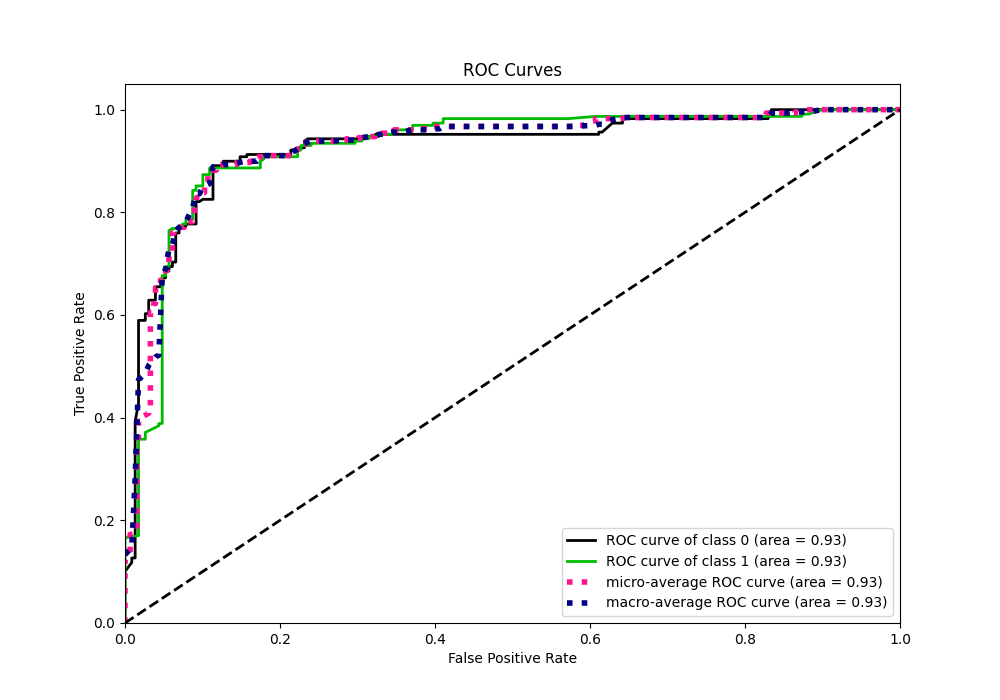 ROC Curves
1.0
0.8
0.6
0.4
0.2
0.0
True Positive Rate
0.0 0.2 0.4 0.6 0.8 1.0
False Positive Rate
ROC curve of class 0 (area = 0.93)
ROC curve of class 1 (area = 0.93)
micro-average ROC curve (area = 0.93)
macro-average ROC curve (area = 0.93)